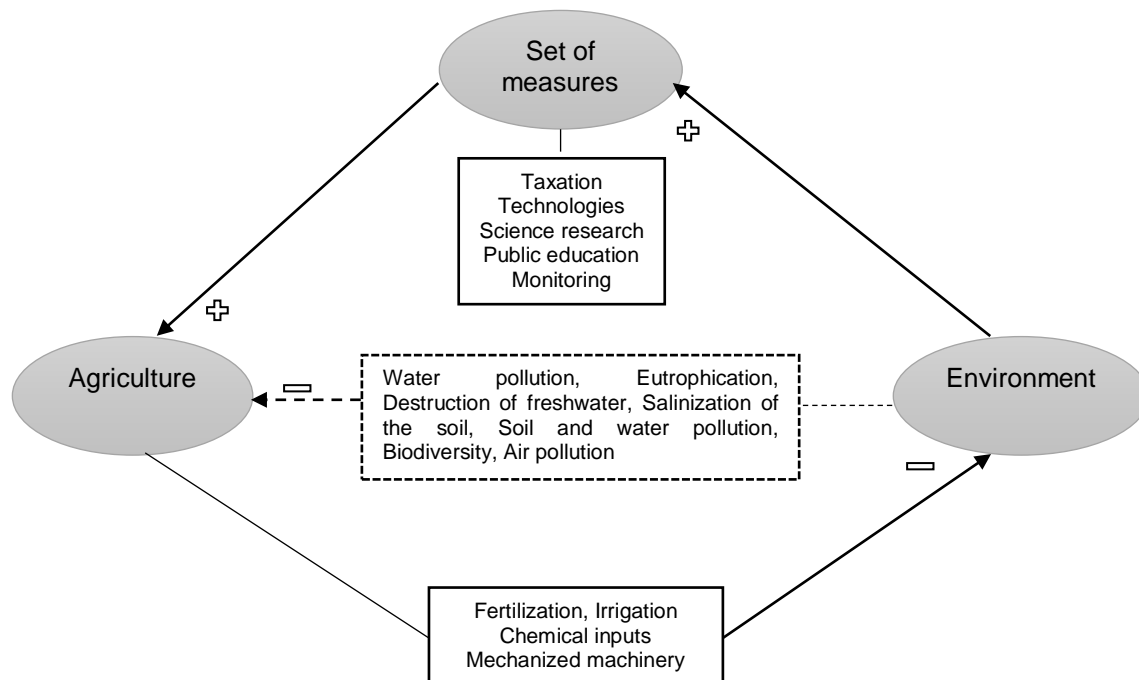 Set of
measures
Taxation
Technologies
Science research
Public education
Monitoring
Agriculture
Water pollution, Eutrophication,
Destruction of freshwater, Salinization of
the soil, Soil and water pollution,
Biodiversity, Air pollution
Environment
Fertilization, Irrigation
Chemical inputs
Mechanized machinery